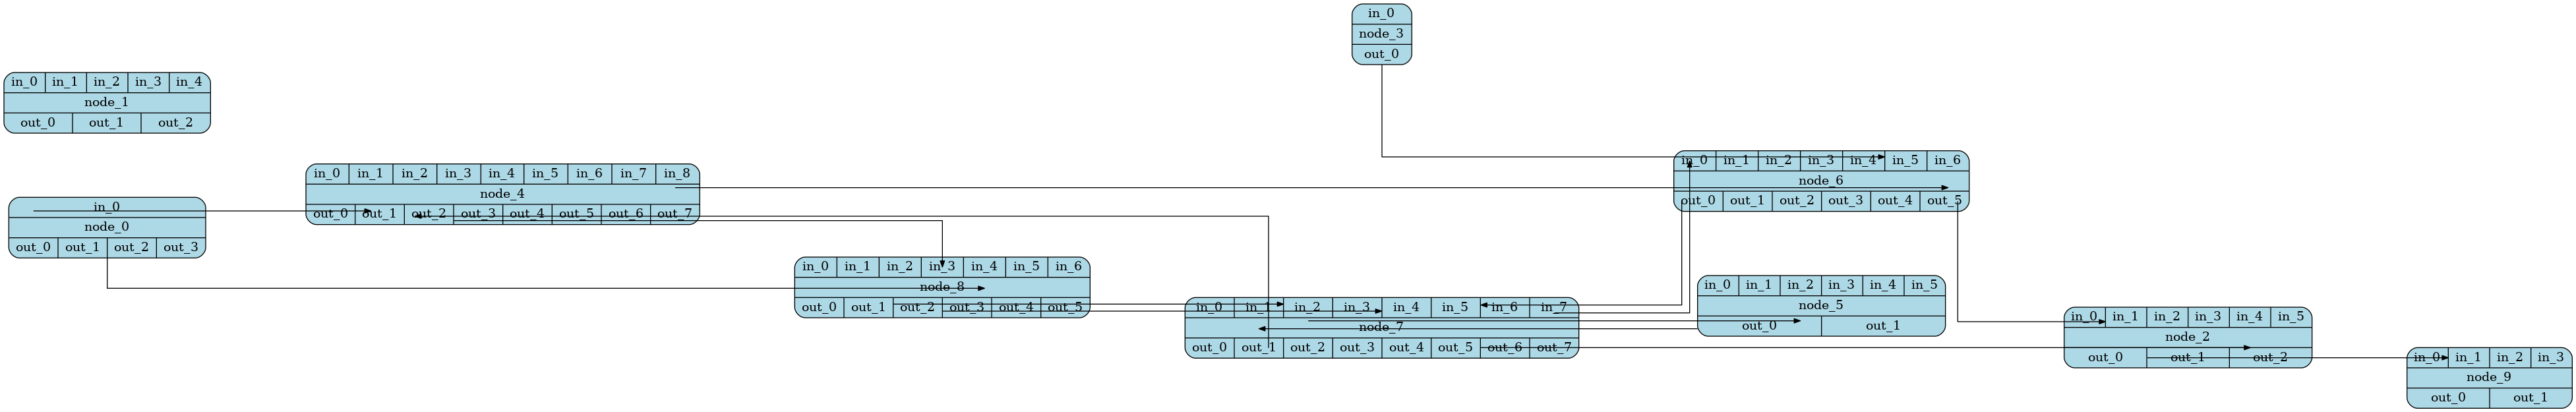 in_0
node_3
out_0
in_0 in_1 in_2 in_3 in_4
node_1
out_0 out_1 out_2
in_0 in_1 in_2 in_3 in_4 in_5 in_6
node_6
out_0 out_1 out_2 out_3 out_4 out_5
in_0 in_1 in_2 in_3 in_4 in_5 in_6 in_7 in_8
node_4
out_0 out_1 out_2 out_3 out_4 out_5 out_6 out_7
in_0
node_0
out_0 out_1 out_2 out_3
in_0 in_1 in_2 in_3 in_4 in_5 in_6
node_8
out_0 out_1 out_2 out_3 out_4 out_5
in_0 in_1 in_2 in_3 in_4 in_5
node_5
out_0 out_1
in_0 in_1 in_2 in_3 in_4 in_5 in_6 in_7
node_7
out_0 out_1 out_2 out_3 out_4 out_5 out_6 out_7
in_0 in_1 in_2 in_3 in_4 in_5
node_2
out_0 out_1 out_2
in_0 in_1 in_2 in_3
node_9
out_0 out_1